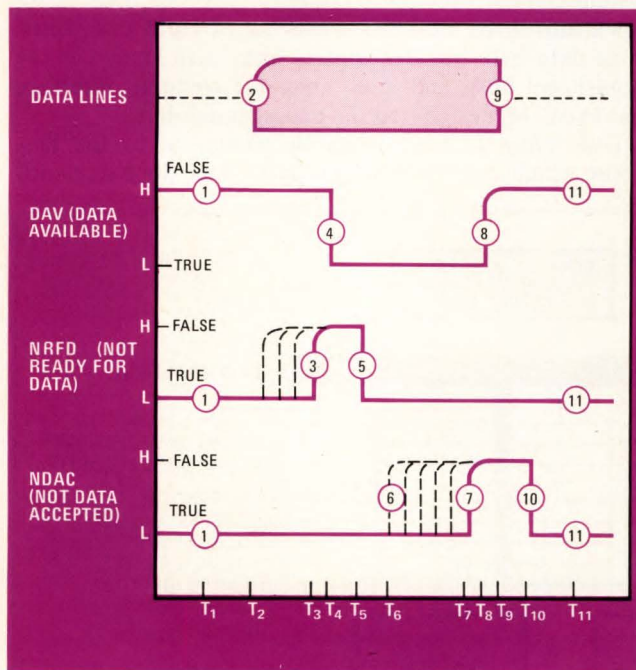 DATA LINES
2
9
FALSE
H
1
11
DAV (DATA
AVAILABLE)
4
8
L
TRUE
H
FALSE
NRFD (NOT
READY FOR
DATA)
3
5
TRUE
L
1
11
H
FALSE
NDAC
(NOT DATA
ACCEPTED)
6
7
10
TRUE
L
1
11
T1 T2 T3 T4 T5 T6 T7 T8 T9 T10 T11